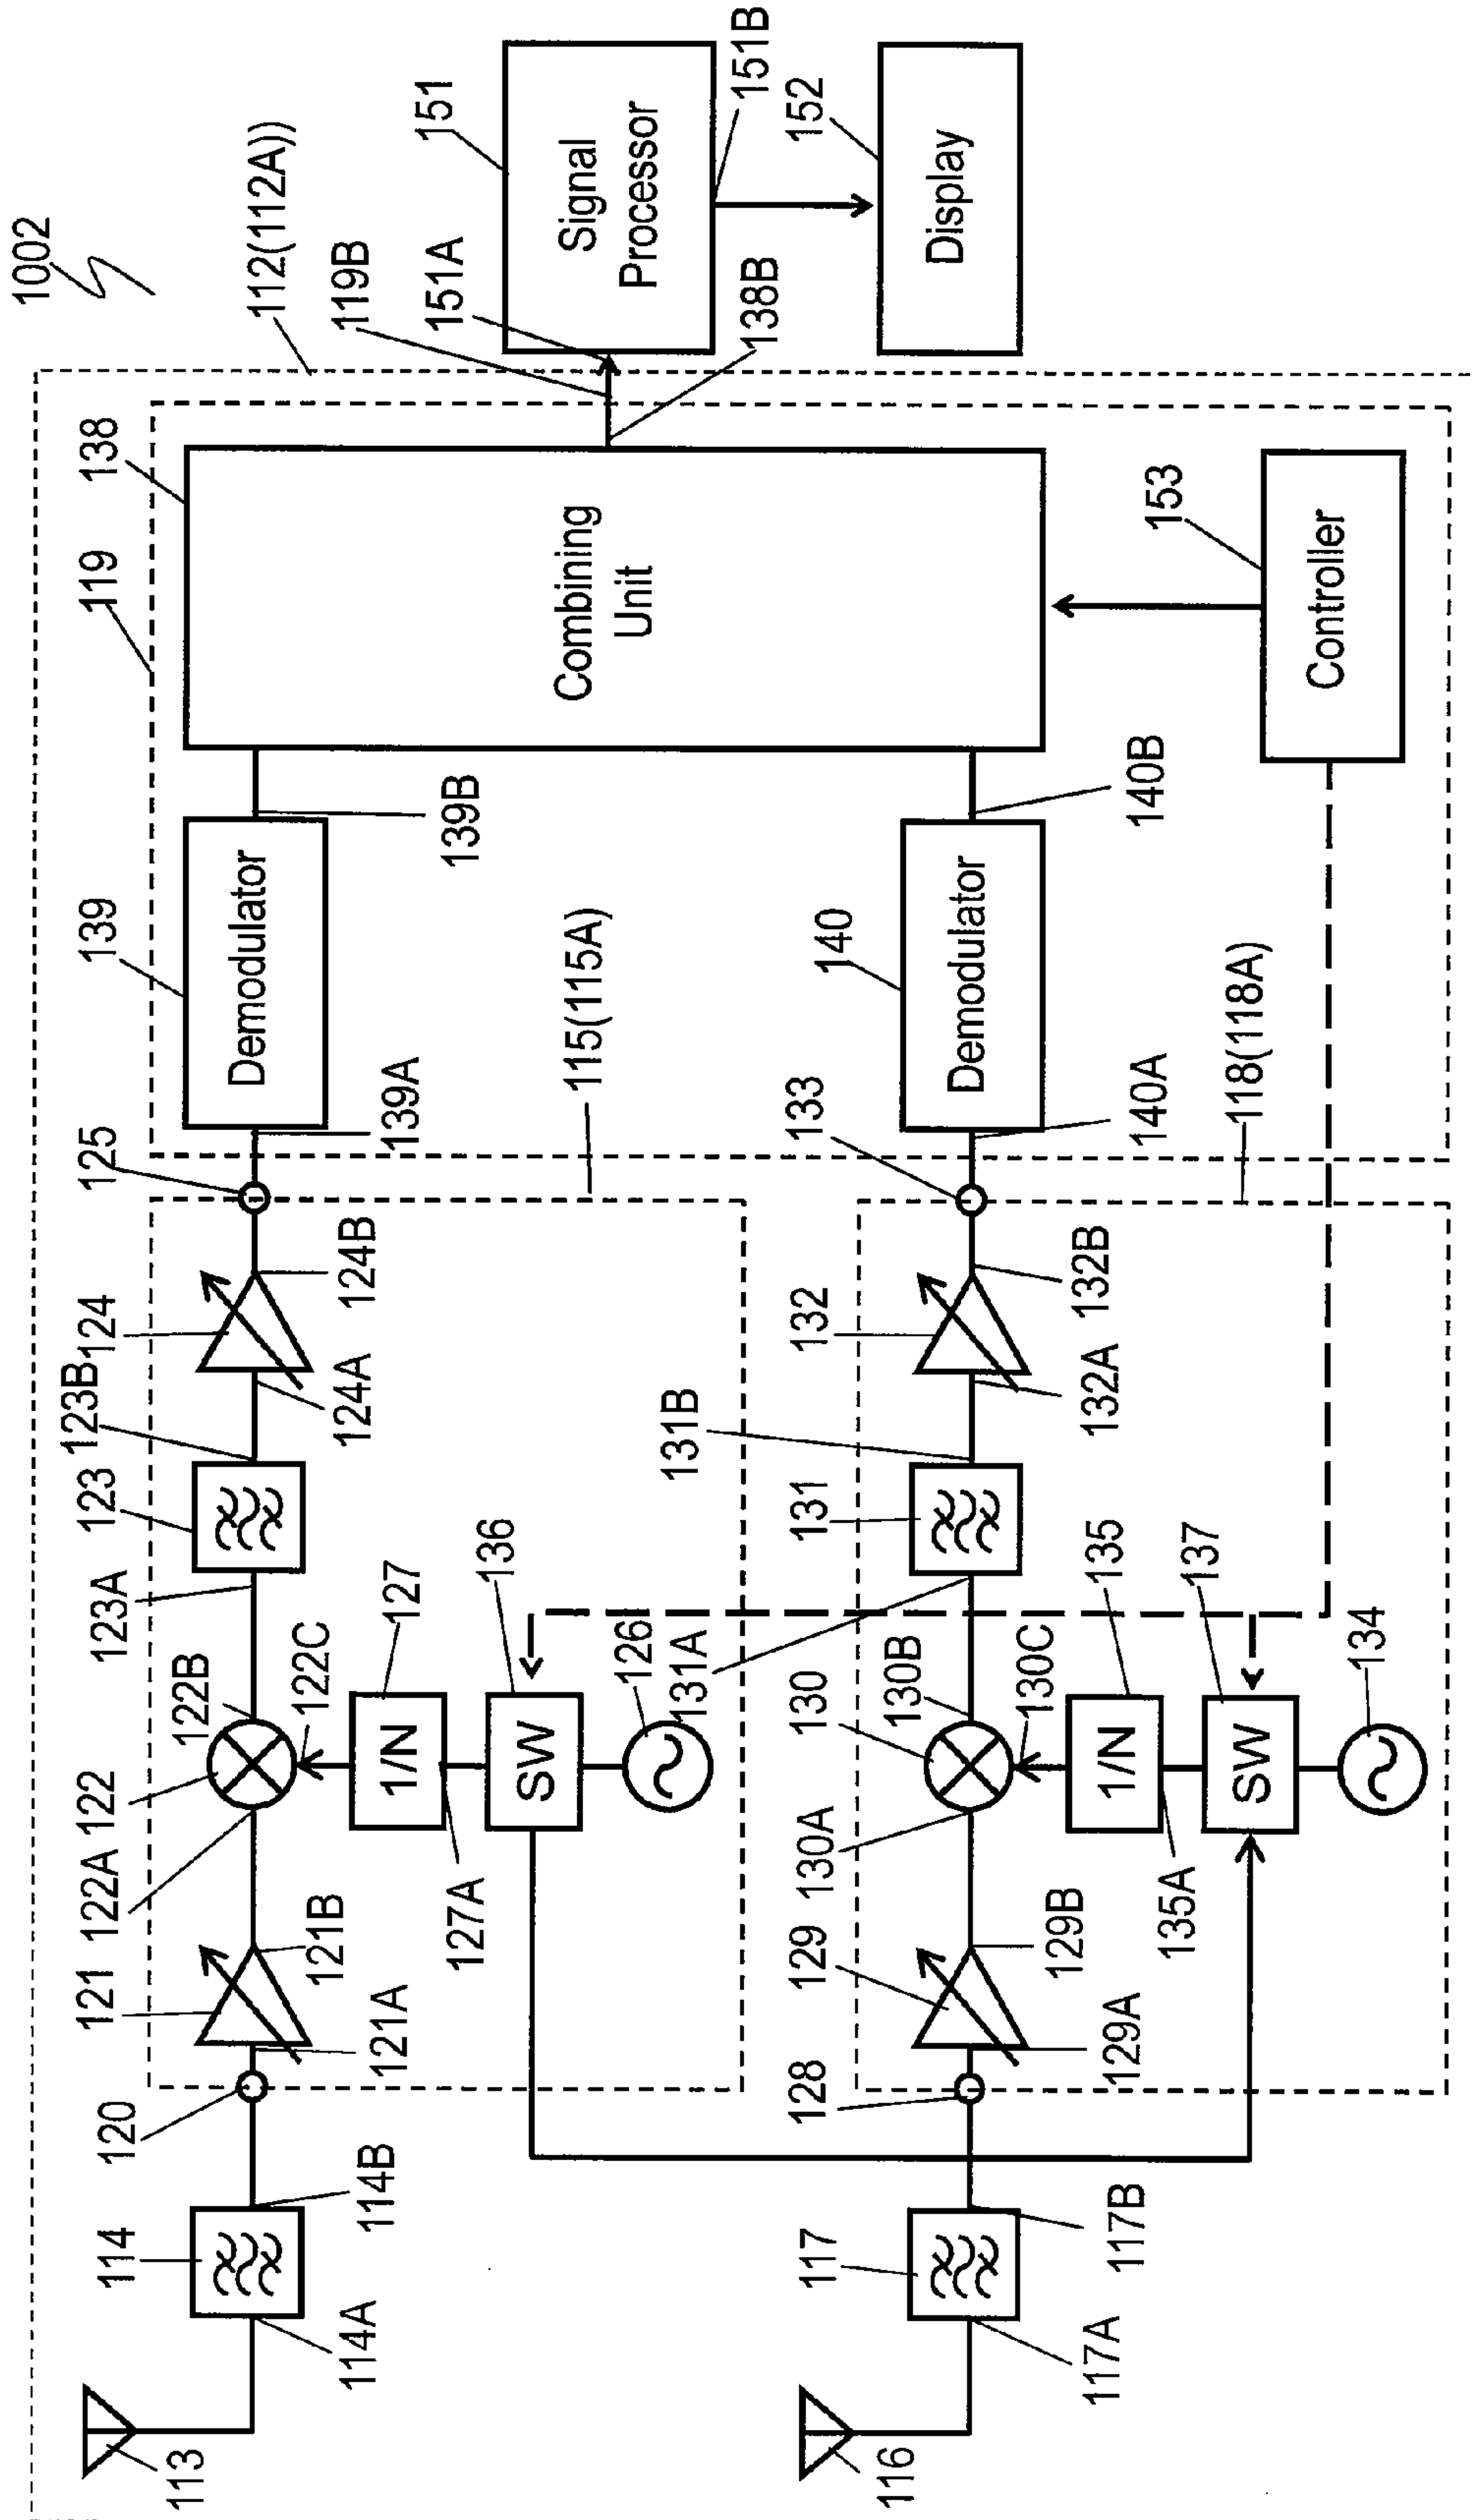 1002
112(112A))
119
138
119B
151A
151
Signal
Processor
151B
138B
152
Display
Combining
Unit
153
Controller
139
Demodulator
139A
139B
125
115(115A)
140
Demodulator
140A
140B
133
118(118A)
113
114
114A
114B
120
121
121A
121B
122A
122
122B
122C
123A
123
123B
124
124A
124B
127
1/N
127A
136
SW
126
131A
131B
116
117
117A
117B
128
129
129A
129B
130A
130
130B
130C
131
132
132A
132B
135
1/N
135A
137
SW
134